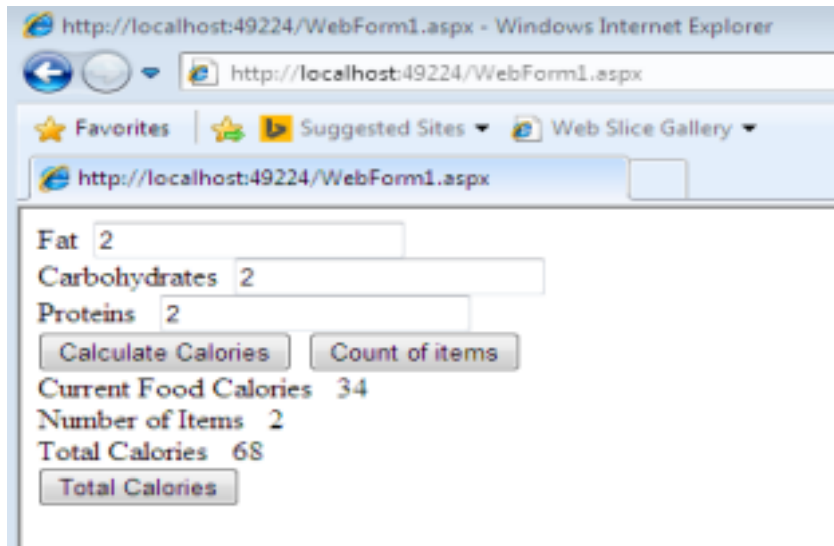 http://localhost:49224/WebForm1.aspx - Windows Internet Explorer
http://localhost:49224/WebForm1.aspx
Favorites Suggested Sites Web Slice Gallery
http://localhost:49224/WebForm1.aspx
Fat 2
Carbohydrates 2
Proteins 2
Calculate Calories Count of items
Current Food Calories 34
Number of Items 2
Total Calories 68
Total Calories